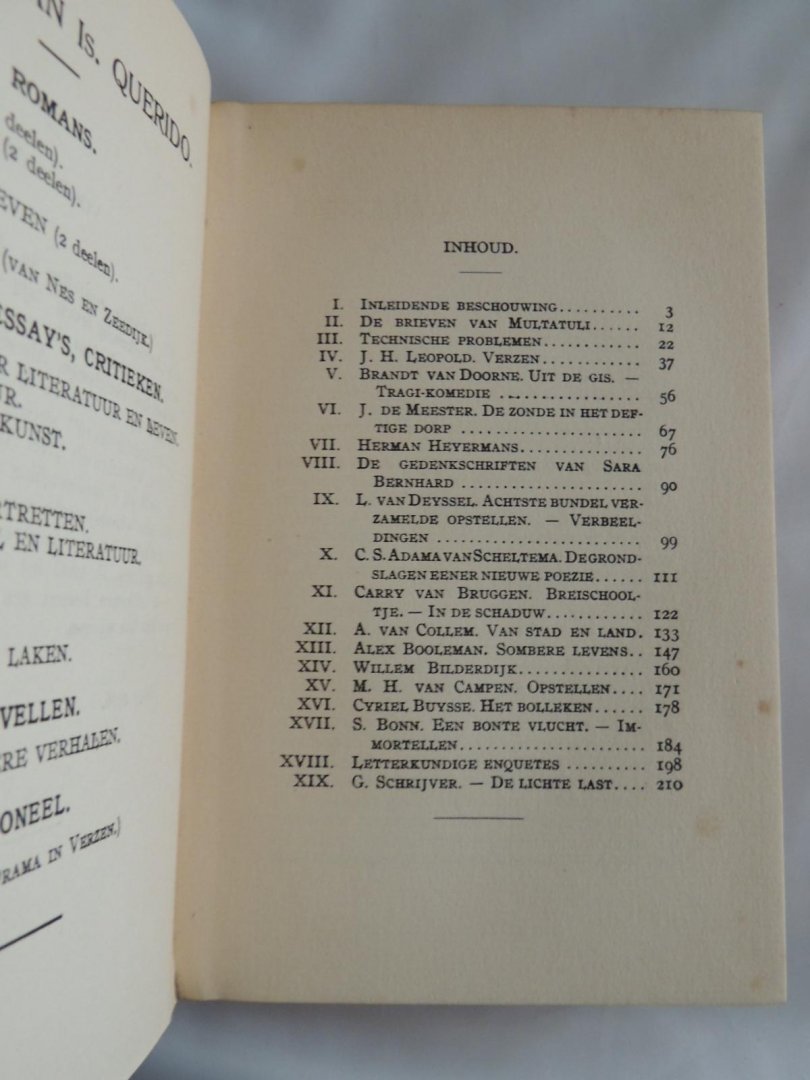 IN IS. QUERIDO.
ROMANS.
deelen).
(2 deelen).
EVEN (2 deelen).
(VAN NES EN ZEEDIJK.)
ESSAY'S, CRITIEKEN.
R LITERATUUR EN LEVEN.
UR.
KUNST.
RTRETTEN.
L EN LITERATUUR.
LAKEN.
VELLEN.
RE VERHALEN.
ONEEL.
DRAMA IN VERZEN.)
INHOUD.
I. INLEIDENDE BESCHOUWING.......... 3
II. DE BRIEVEN VAN MULTATULI...... 12
III. TECHNISCHE PROBLEMEN ............ 22
IV. J. H. LEOPOLD. VERZEN ............ 37
V. BRANDT VAN DOORNE. UIT DE GIS. —
TRAGI-KOMEDIE .................. 56
VI. J. DE MEESTER. DE ZONDE IN HET DEF-
TIGE DORP ...................... 67
VII. HERMAN HEYERMANS............... 76
VIII. DE GEDENKSCHRIFTEN VAN SARA
BERNHARD ...................... 90
IX. L. VAN DEYSSEL. ACHTSTE BUNDEL VER-
ZAMELDE OPSTELLEN. — VERBEEL-
DINGEN ......................... 99
X. C. S. ADAMA VAN SCHELTEMA. DE GROND-
SLAGEN EENER NIEUWE POEZIE...... 111
XI. CARRY VAN BRUGGEN. BREISCHOOL-
TJE. — IN DE SCHADUW............ 122
XII. A. VAN COLLEM. VAN STAD EN LAND. 133
XIII. ALEX BOOLEMAN. SOMBERE LEVENS.. 147
XIV. WILLEM BILDERDIJK............... 160
XV. M. H. VAN CAMPEN. OPSTELLEN.... 171
XVI. CYRIEL BUYSSE. HET BOLLEKEN.... 178
XVII. S. BONN. EEN BONTE VLUCHT. — IM-
MORTELLEN....................... 184
XVIII. LETTERKUNDIGE ENQUETES .......... 198
XIX. G. SCHRIJVER. — DE LICHTE LAST.... 210